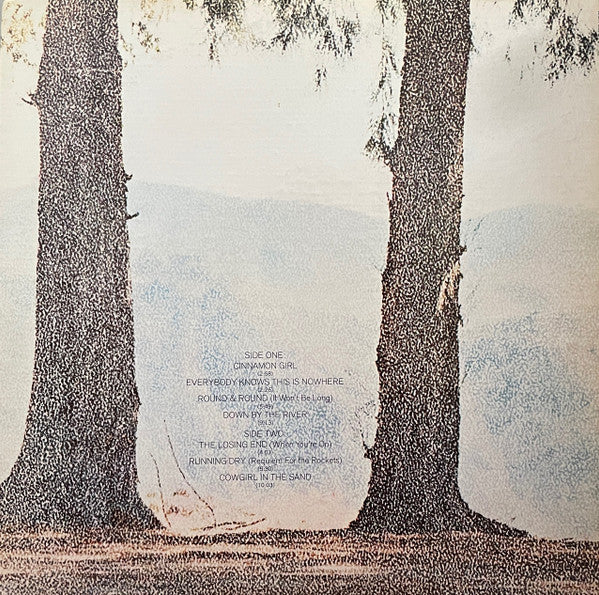 SIDE ONE
CINNAMON GIRL
(2:58)
EVERYBODY KNOWS THIS IS NOWHERE
ROUND & ROUND (It Won't Be Long)
DOWN BY THE RIVER
SIDE TWO
THE LOSING END (When You're On)
RUNNING DRY (Requiem For the Rockets)
COWGIRL IN THE SAND
(10:03)